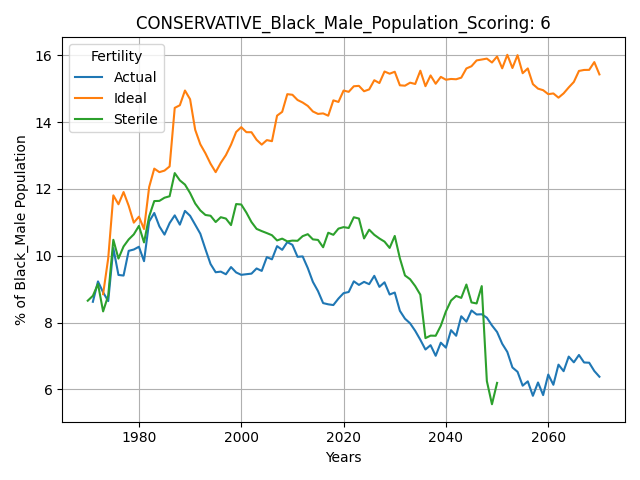 CONSERVATIVE_Black_Male_Population_Scoring: 6
Fertility
Actual
Ideal
Sterile
% of Black_Male Population
16
14
12
10
8
6
1980
2000
2020
2040
2060
Years